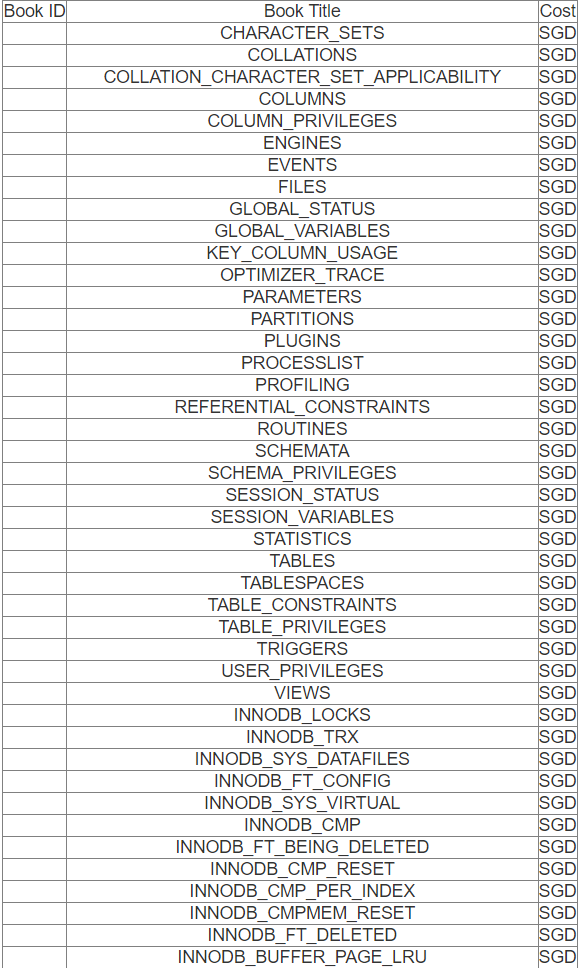 Book ID Book Title Cost
CHARACTER_SETS SGD
COLLATIONS SGD
COLLATION_CHARACTER_SET_APPLICABILITY SGD
COLUMNS SGD
COLUMN_PRIVILEGES SGD
ENGINES SGD
EVENTS SGD
FILES SGD
GLOBAL_STATUS SGD
GLOBAL_VARIABLES SGD
KEY_COLUMN_USAGE SGD
OPTIMIZER_TRACE SGD
PARAMETERS SGD
PARTITIONS SGD
PLUGINS SGD
PROCESSLIST SGD
PROFILING SGD
REFERENTIAL_CONSTRAINTS SGD
ROUTINES SGD
SCHEMATA SGD
SCHEMA_PRIVILEGES SGD
SESSION_STATUS SGD
SESSION_VARIABLES SGD
STATISTICS SGD
TABLES SGD
TABLESPACES SGD
TABLE_CONSTRAINTS SGD
TABLE_PRIVILEGES SGD
TRIGGERS SGD
USER_PRIVILEGES SGD
VIEWS SGD
INNODB_LOCKS SGD
INNODB_TRX SGD
INNODB_SYS_DATAFILES SGD
INNODB_FT_CONFIG SGD
INNODB_SYS_VIRTUAL SGD
INNODB_CMP SGD
INNODB_FT_BEING_DELETED SGD
INNODB_CMP_RESET SGD
INNODB_CMP_PER_INDEX SGD
INNODB_CMPMEM_RESET SGD
INNODB_FT_DELETED SGD
INNODB_BUFFER_PAGE_LRU SGD